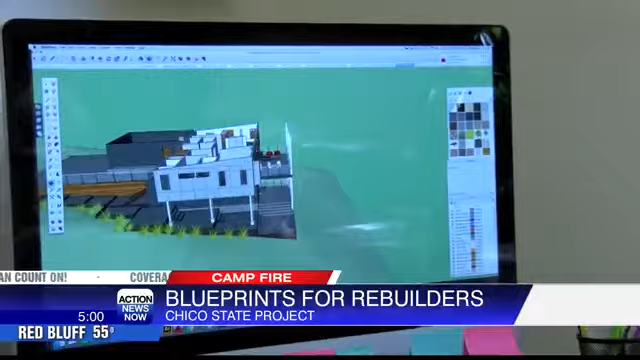 AN COUNT ON! · COVERA
CAMP FIRE
ACTION NEWS NOW
BLUEPRINTS FOR REBUILDERS
CHICO STATE PROJECT
5:00
RED BLUFF 55°